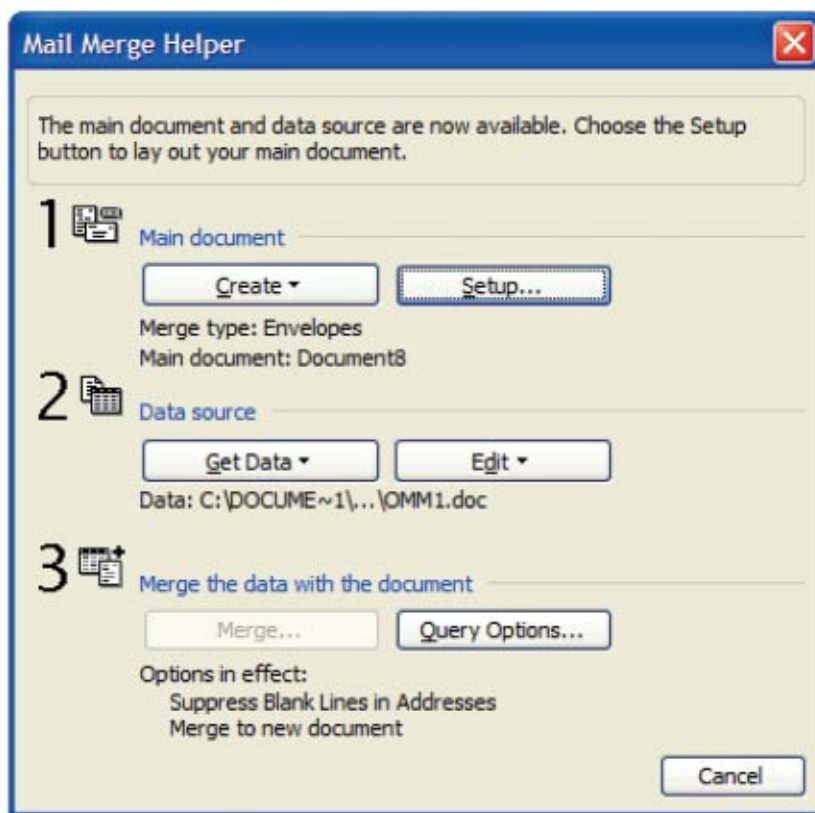 Mail Merge Helper
The main document and data source are now available. Choose the Setup
button to lay out your main document.
1
Main document
Create
Setup...
Merge type: Envelopes
Main document: Document8
2
Data source
Get Data
Edit
Data: C:\DOCUME~1\...\OMM1.doc
3
Merge the data with the document
Merge...
Query Options...
Options in effect:
Suppress Blank Lines in Addresses
Merge to new document
Cancel